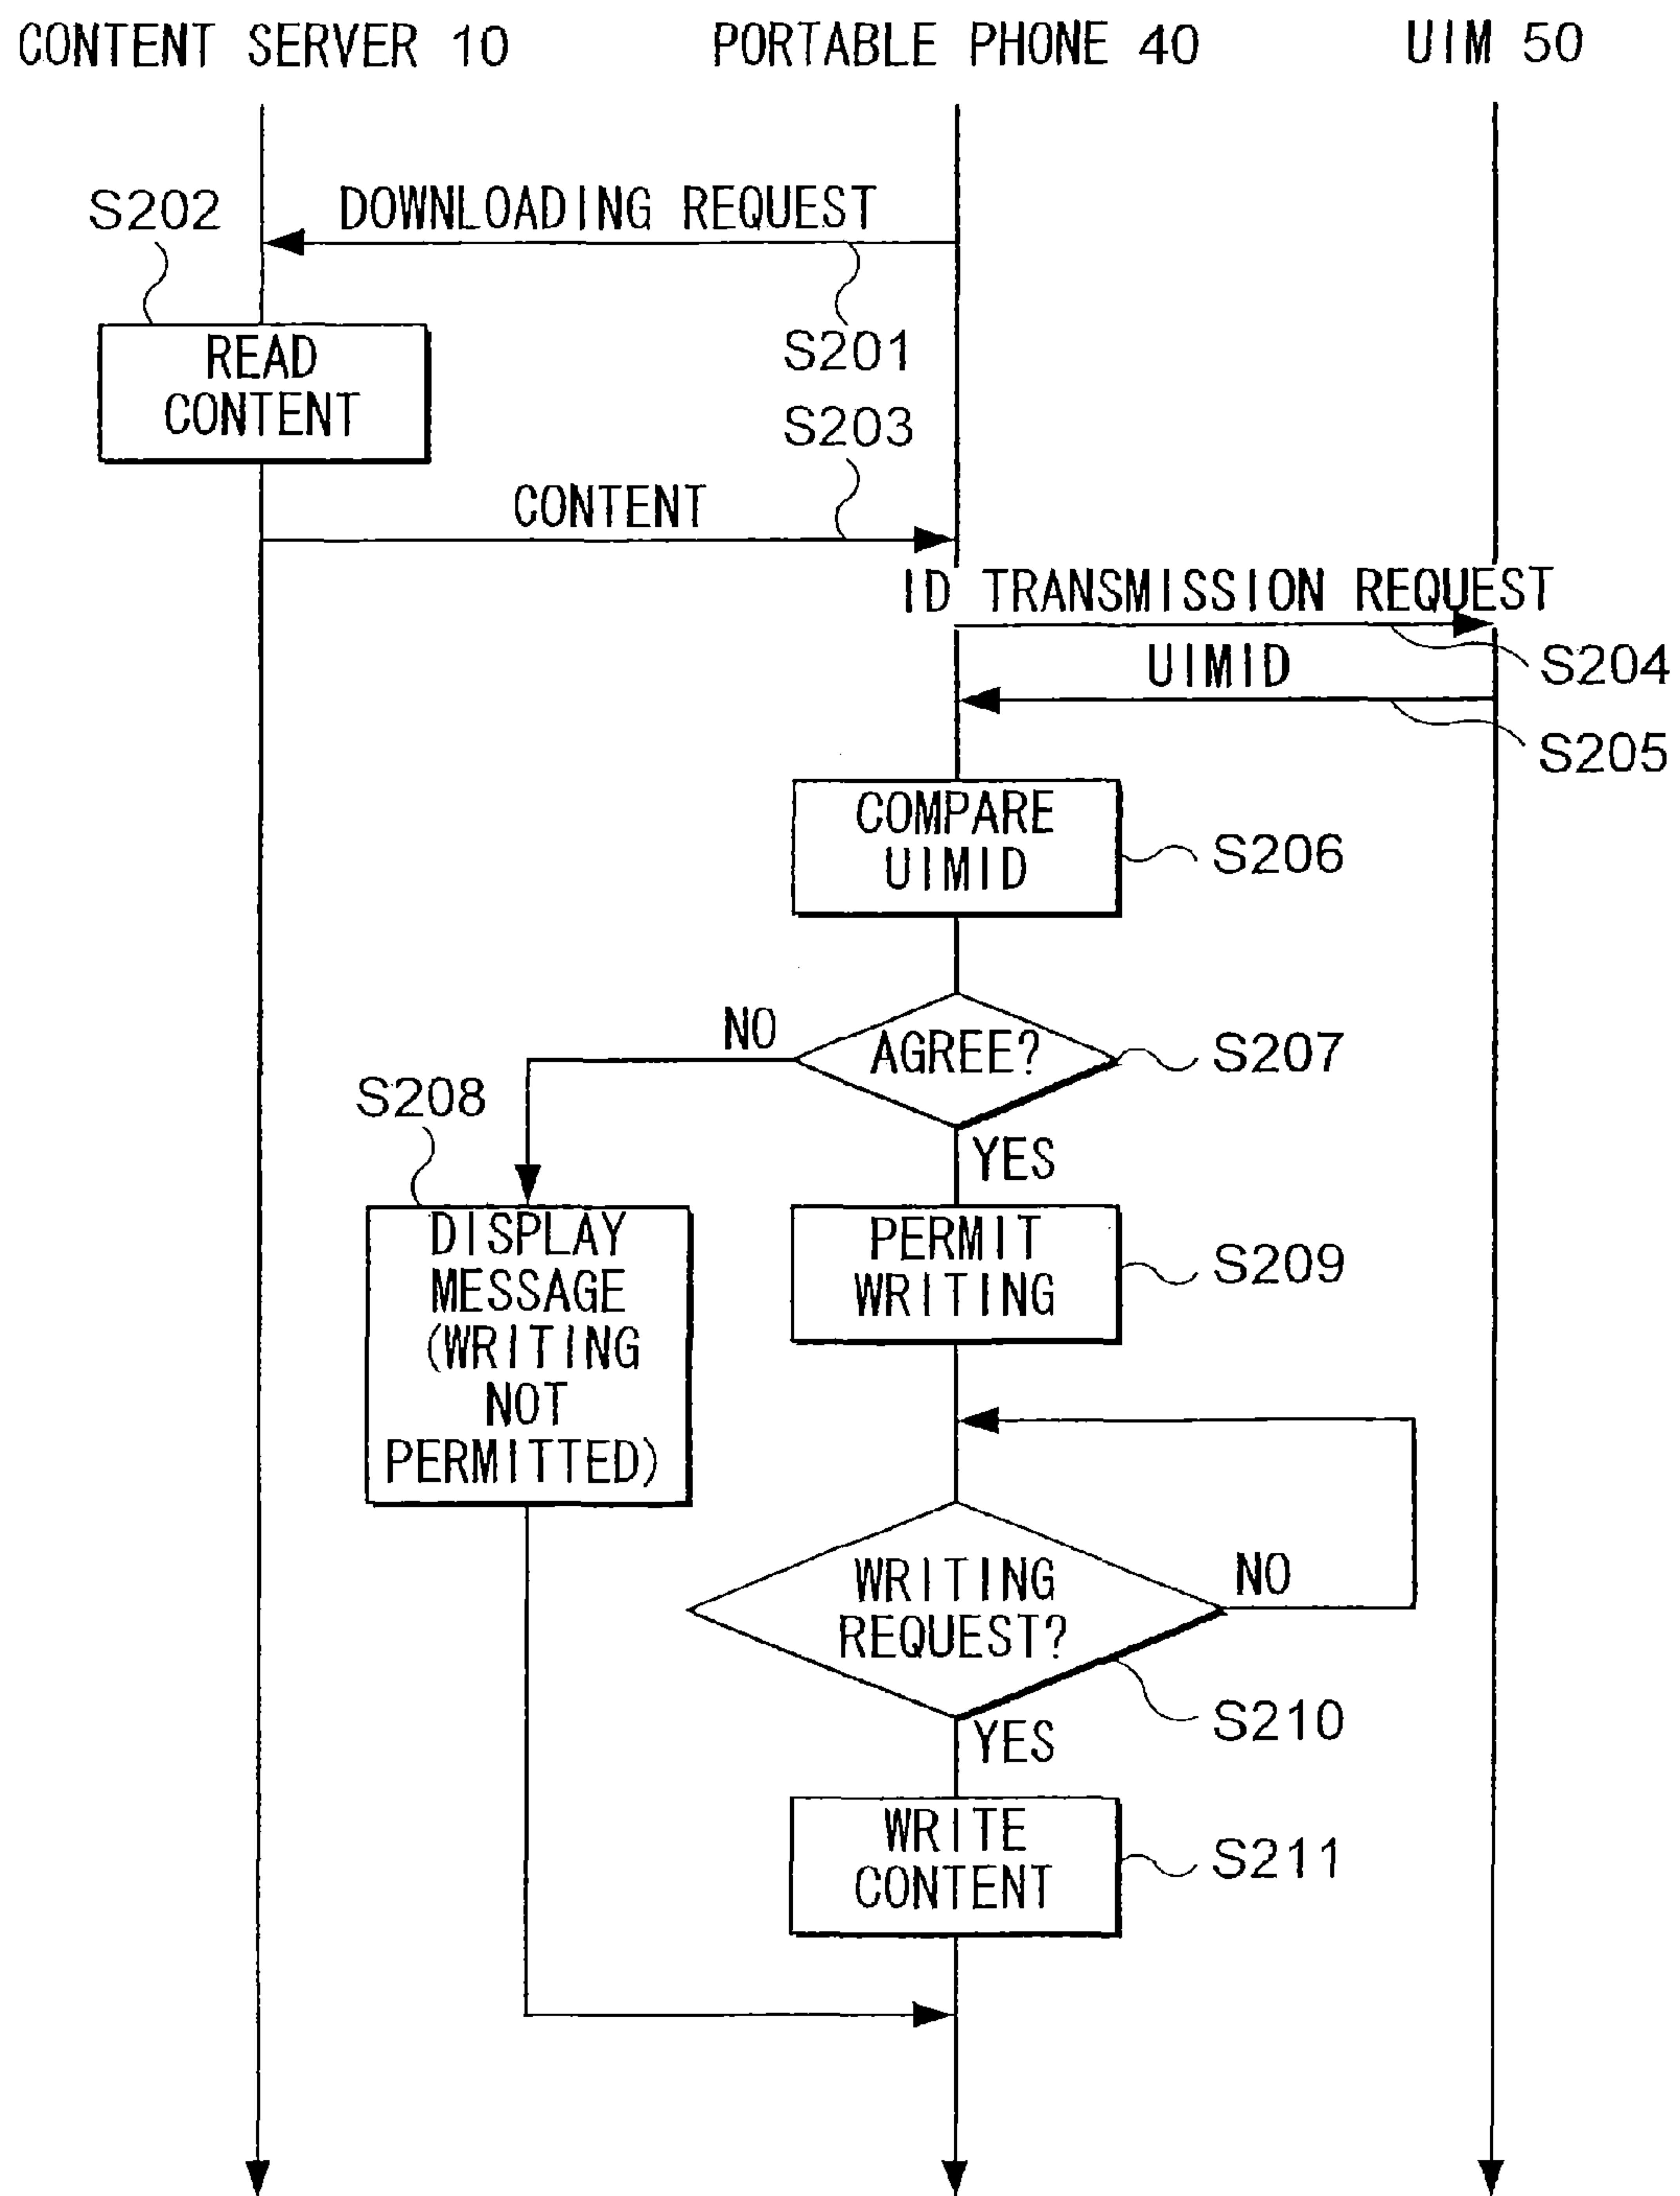 CONTENT SERVER 10
PORTABLE PHONE 40
UIM 50
S202
DOWNLOADING REQUEST
S201
READ
CONTENT
S203
CONTENT
ID TRANSMISSION REQUEST
S204
UIMID
S205
COMPARE
UIMID
S206
NO
AGREE?
S207
S208
YES
DISPLAY
MESSAGE
(WRITING
NOT
PERMITTED)
PERMIT
WRITING
S209
WRITING
REQUEST?
NO
S210
YES
WRITE
CONTENT
S211